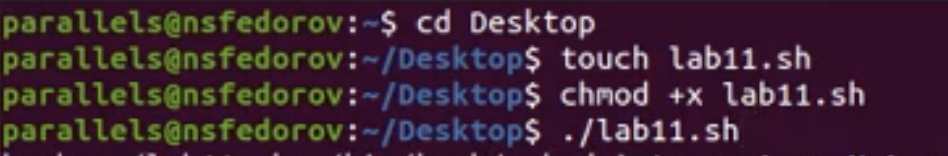 parallels@nsfedorov:~$ cd Desktop
parallels@nsfedorov:~/Desktop$ touch lab11.sh
parallels@nsfedorov:~/Desktop$ chmod +x lab11.sh
parallels@nsfedorov:~/Desktop$ ./lab11.sh